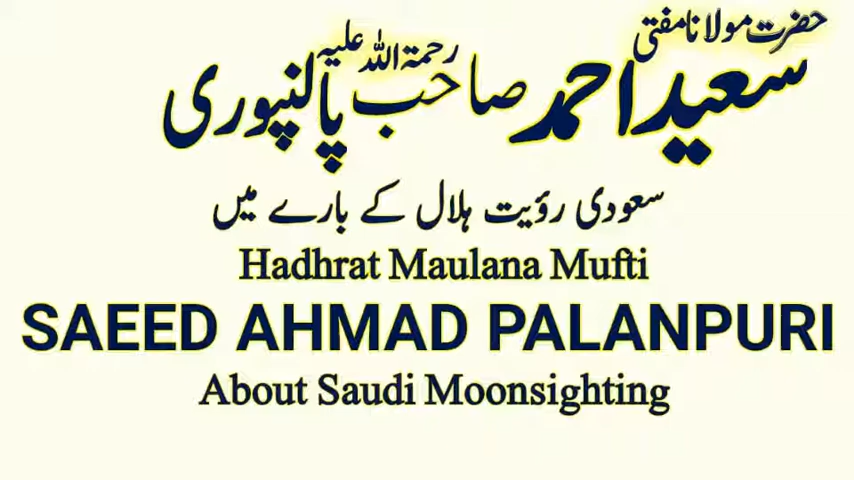 حضرت مولانا مفتی
سعید احمد صاحب رحمۃ اللہ علیہ پالنپوری
سعودی رؤیت ہلال کے بارے میں
Hadhrat Maulana Mufti
SAEED AHMAD PALANPURI
About Saudi Moonsighting